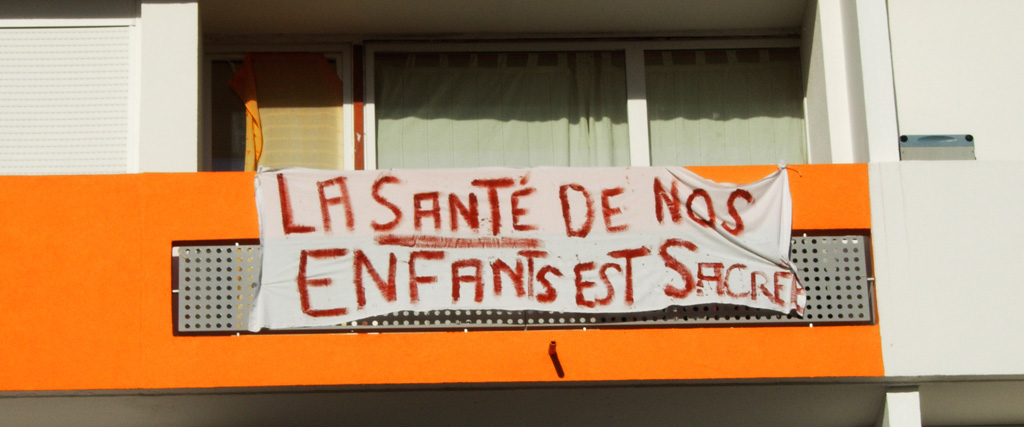 LA SANTÉ DE NOS
ENFANTS EST SACRÉE